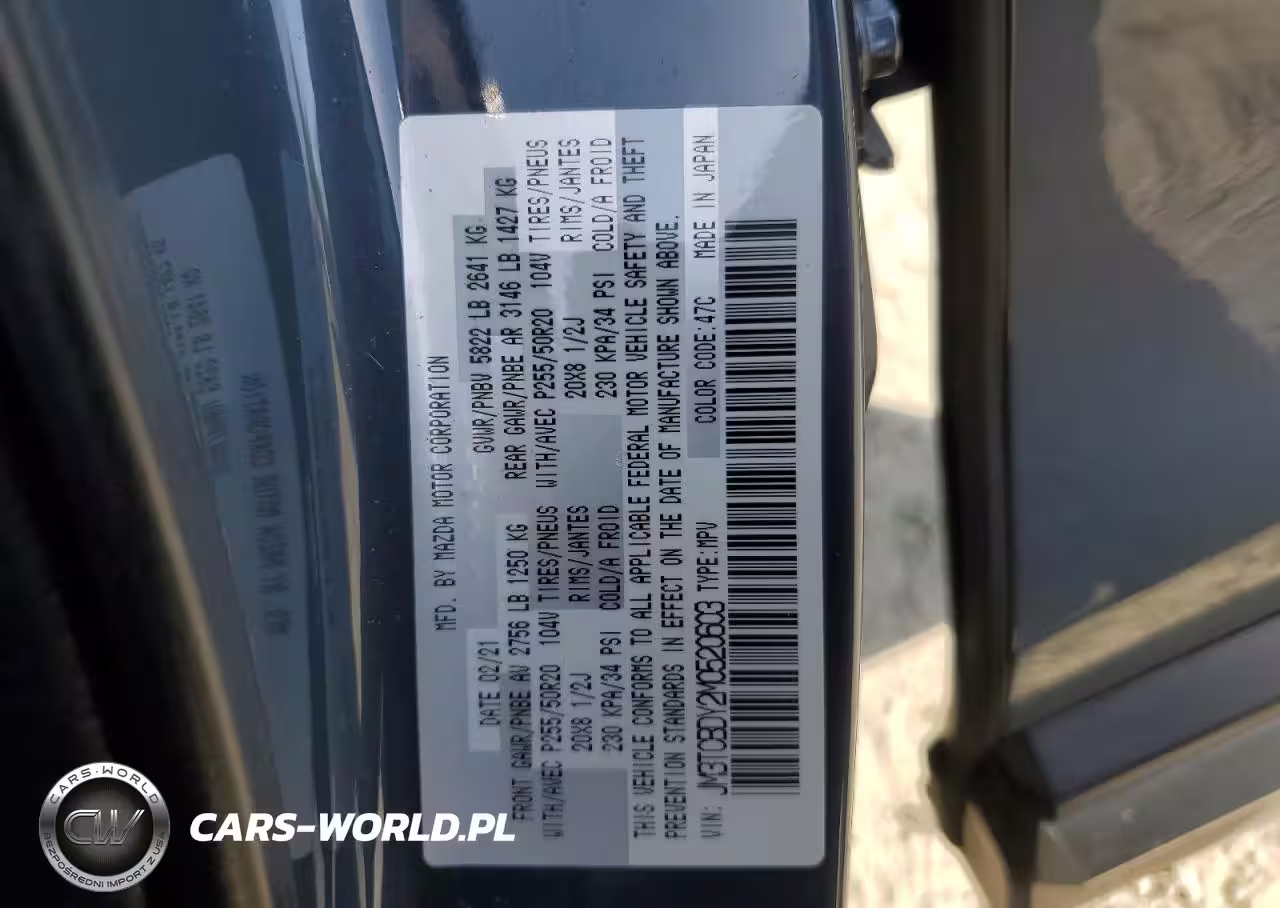 MFD. BY MAZDA MOTOR CORPORATION
DATE 02/21 GVWR/PNBV 5822 LB 2641 KG
FRONT GAWR/PNBE AV 2756 LB 1250 KG REAR GAWR/PNBE AR 3146 LB 1427 KG
WITH/AVEC P255/50R20 104V TIRES/PNEUS WITH/AVEC P255/50R20 104V TIRES/PNEUS
20X8 1/2J RIMS/JANTES 20X8 1/2J RIMS/JANTES
230 KPA/34 PSI COLD/A FROID 230 KPA/34 PSI COLD/A FROID
THIS VEHICLE CONFORMS TO ALL APPLICABLE FEDERAL MOTOR VEHICLE SAFETY AND THEFT
PREVENTION STANDARDS IN EFFECT ON THE DATE OF MANUFACTURE SHOWN ABOVE.
VIN: JM3TCBDY2M0520603 TYPE:MPV COLOR CODE:47C MADE IN JAPAN
CARS-WORLD
CW
BEZPOŚREDNI IMPORT Z USA
CARS-WORLD.PL